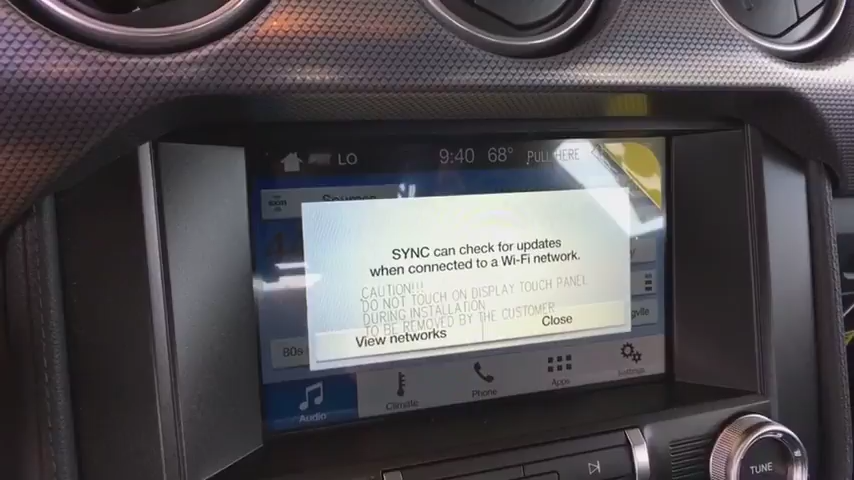 LO 9:40 68° PULL HERE
Sources
SYNC can check for updates
when connected to a Wi-Fi network.
CAUTION!!!
DO NOT TOUCH ON DISPLAY TOUCH PANEL
DURING INSTALLATION
TO BE REMOVED BY THE CUSTOMER
View networks Close
80s
Audio Climate Phone Apps Settings
TUNE